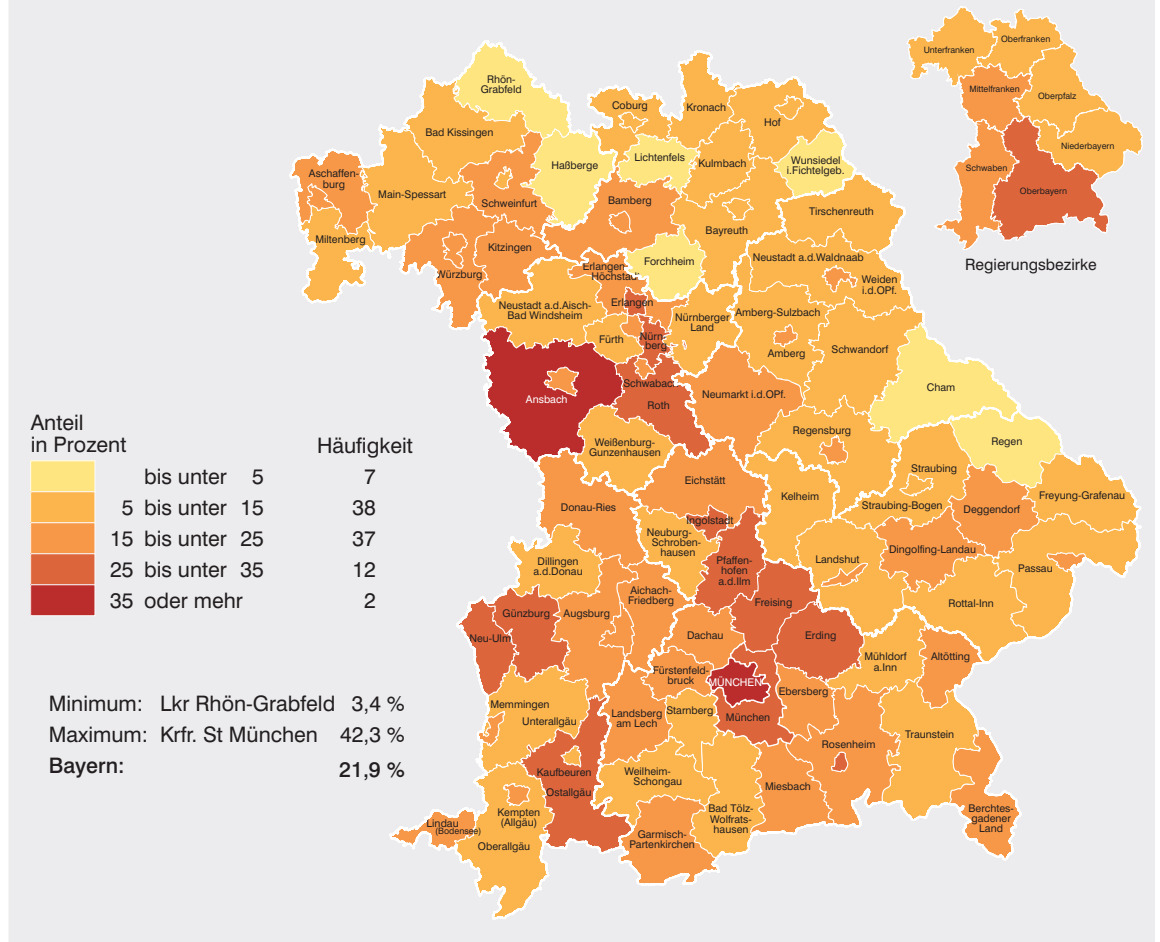 Unterfranken
Oberfranken
Mittelfranken
Oberpfalz
Niederbayern
Schwaben
Oberbayern
Regierungsbezirke
Rhön-
Grabfeld
Coburg
Kronach
Hof
Bad Kissingen
Haßberge
Lichtenfels
Kulmbach
Wunsiedel
i.Fichtelgeb.
Aschaffen-
burg
Main-Spessart
Schweinfurt
Bamberg
Tirschenreuth
Miltenberg
Bayreuth
Würzburg
Kitzingen
Erlangen-
Höchstadt
Forchheim
Neustadt a.d.Waldnaab
Weiden
i.d.OPf.
Neustadt a.d.Aisch-
Bad Windsheim
Erlangen
Nürnberger
Land
Amberg-Sulzbach
Fürth
Nürn-
berg
Amberg
Schwandorf
Ansbach
Schwabach
Roth
Neumarkt i.d.OPf.
Cham
Weißenburg-
Gunzenhausen
Regensburg
Regen
Straubing
Eichstätt
Kelheim
Straubing-Bogen
Freyung-Grafenau
Deggendorf
Donau-Ries
Ingolstadt
Neuburg-
Schroben-
hausen
Dingolfing-Landau
Dillingen
a.d.Donau
Pfaffen-
hofen
a.d.Ilm
Landshut
Passau
Aichach-
Friedberg
Freising
Rottal-Inn
Günzburg
Augsburg
Neu-Ulm
Dachau
Erding
Mühldorf
a.Inn
Altötting
Fürstenfeld-
bruck
MÜNCHEN
Ebersberg
Memmingen
Unterallgäu
Landsberg
am Lech
Starnberg
München
Traunstein
Rosenheim
Kaufbeuren
Ostallgäu
Weilheim-
Schongau
Miesbach
Bad Tölz-
Wolfrats-
hausen
Berchtes-
gadener
Land
Kempten
(Allgäu)
Lindau
(Bodensee)
Oberallgäu
Garmisch-
Partenkirchen
Anteil
in Prozent Häufigkeit
bis unter 5 7
5 bis unter 15 38
15 bis unter 25 37
25 bis unter 35 12
35 oder mehr 2
Minimum: Lkr Rhön-Grabfeld 3,4 %
Maximum: Krfr. St München 42,3 %
Bayern: 21,9 %